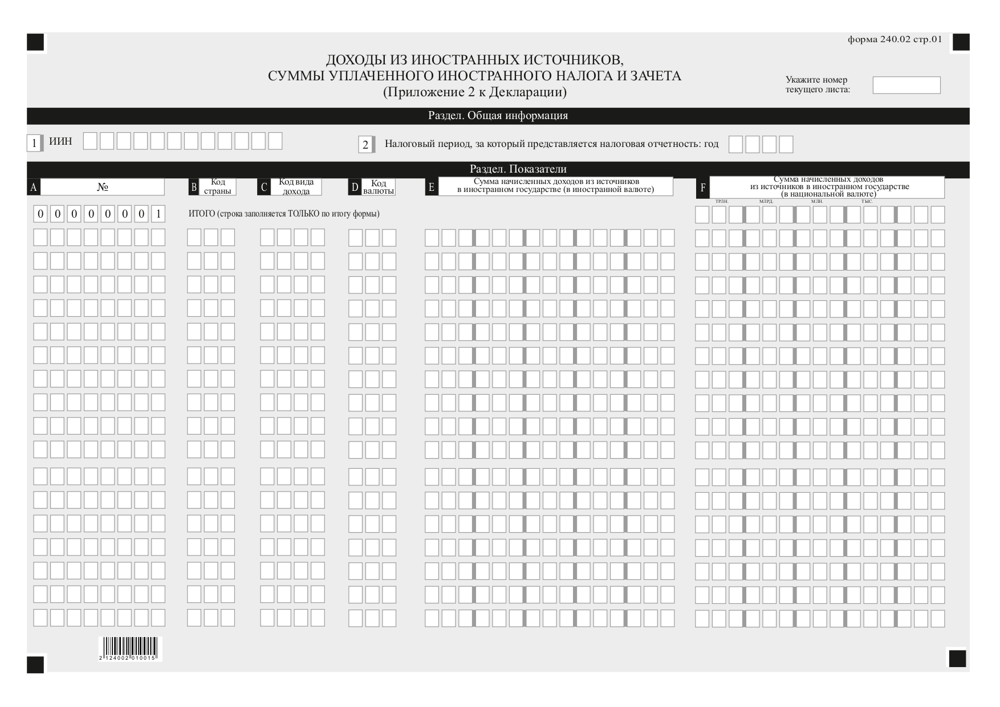 форма 240.02 стр.01
ДОХОДЫ ИЗ ИНОСТРАННЫХ ИСТОЧНИКОВ,
СУММЫ УПЛАЧЕННОГО ИНОСТРАННОГО НАЛОГА И ЗАЧЕТА
(Приложение 2 к Декларации)
Укажите номер
текущего листа:
Раздел. Общая информация
1 ИИН
2 Налоговый период, за который представляется налоговая отчетность: год
Раздел. Показатели
A №
B Код
страны
C Код вида
дохода
D Код
валюты
E Сумма начисленных доходов из источников
в иностранном государстве (в иностранной валюте)
F Сумма начисленных доходов
из источников в иностранном государстве
(в национальной валюте)
ТРЛН. МЛРД. МЛН. ТЫС.
0 0 0 0 0 0 0 1 ИТОГО (строка заполняется ТОЛЬКО по итогу формы)
2 124002 010015